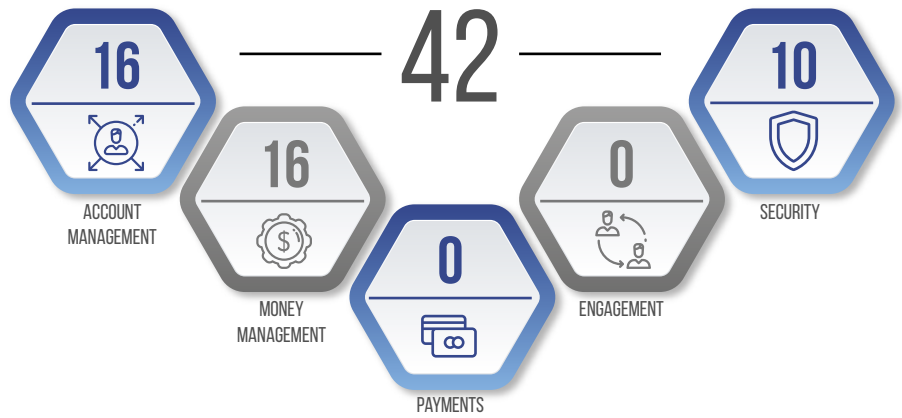 42
16
ACCOUNT
MANAGEMENT
16
$
MONEY
MANAGEMENT
0
PAYMENTS
0
ENGAGEMENT
10
SECURITY